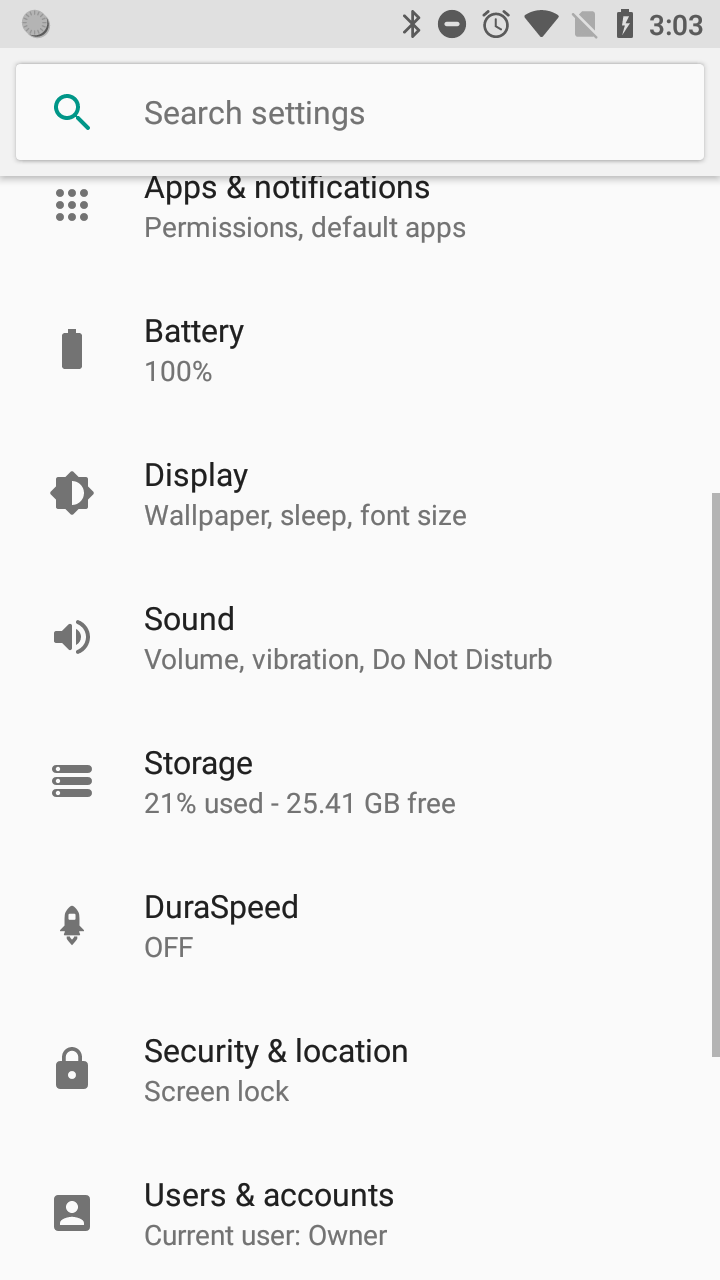 3:03
Search settings
Apps & notifications
Permissions, default apps
Battery
100%
Display
Wallpaper, sleep, font size
Sound
Volume, vibration, Do Not Disturb
Storage
21% used - 25.41 GB free
DuraSpeed
OFF
Security & location
Screen lock
Users & accounts
Current user: Owner